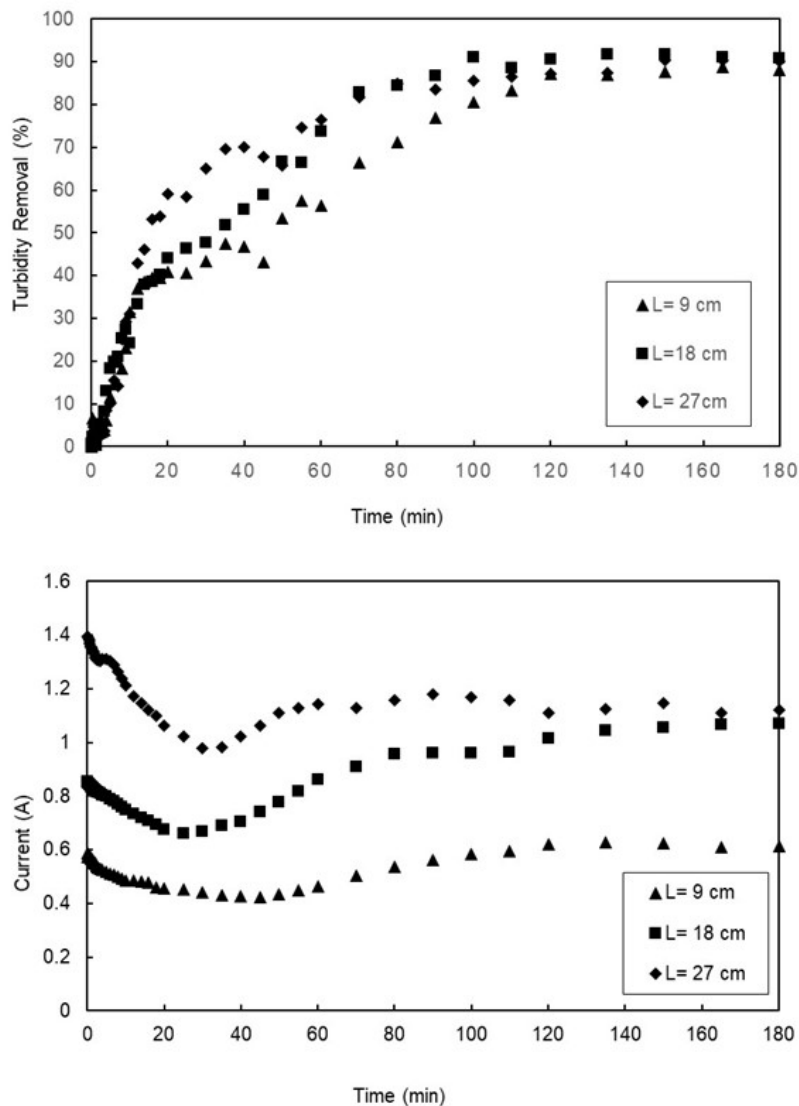 100
90
80
70
60
50
40
30
20
10
0
Turbidity Removal (%)
L= 9 cm
L=18 cm
L= 27cm
0 20 40 60 80 100 120 140 160 180
Time (min)
1.6
1.4
1.2
1
0.8
0.6
0.4
0.2
0
Current (A)
L= 9 cm
L= 18 cm
L= 27 cm
0 20 40 60 80 100 120 140 160 180
Time (min)